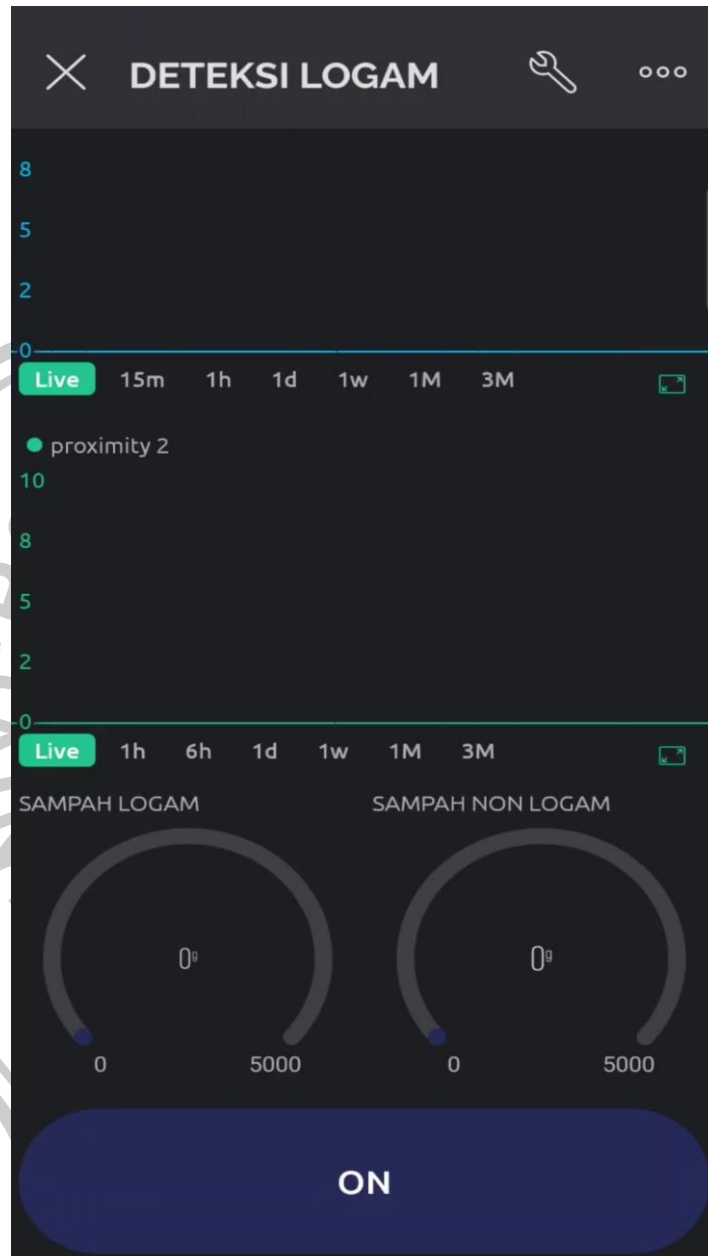 DETEKSI LOGAM
8
5
2
0
Live 15m 1h 1d 1w 1M 3M
proximity 2
10
8
5
2
0
Live 1h 6h 1d 1w 1M 3M
SAMPAH LOGAM SAMPAH NON LOGAM
0g 0g
0 5000 0 5000
ON